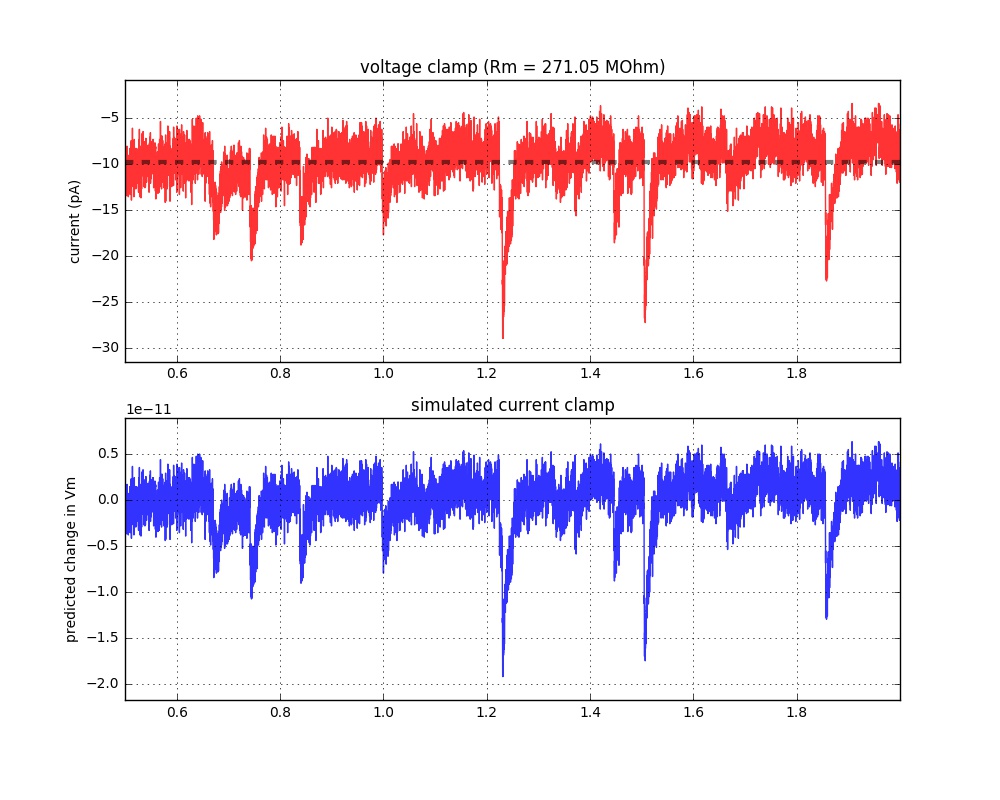 voltage clamp (Rm = 271.05 MOhm)
−5
−10
−15
−20
−25
−30
current (pA)
0.6 0.8 1.0 1.2 1.4 1.6 1.8
1e−11
simulated current clamp
0.5
0.0
−0.5
−1.0
−1.5
−2.0
predicted change in Vm
0.6 0.8 1.0 1.2 1.4 1.6 1.8